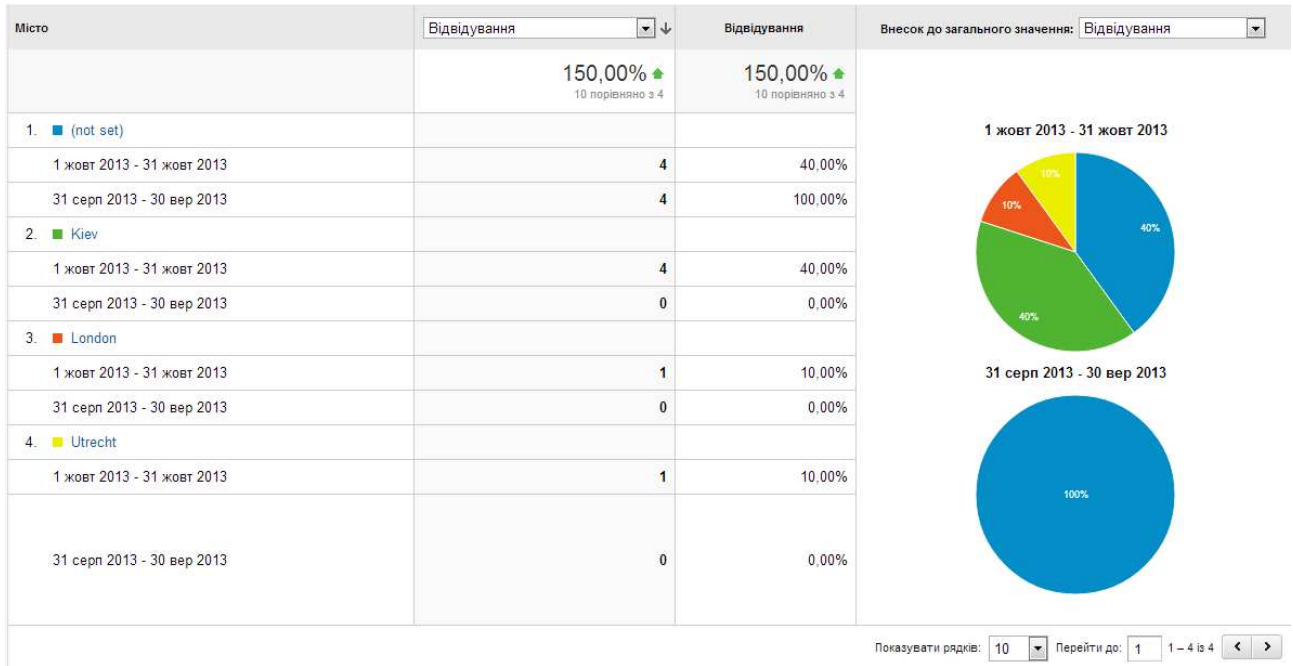 Місто Відвідування Відвідування Внесок до загального значення: Відвідування
150,00% 150,00%
10 порівняно з 4 10 порівняно з 4
1. (not set)
1 жовт 2013 - 31 жовт 2013 4 40,00%
31 серп 2013 - 30 вер 2013 4 100,00%
2. Kiev
1 жовт 2013 - 31 жовт 2013 4 40,00%
31 серп 2013 - 30 вер 2013 0 0,00%
3. London
1 жовт 2013 - 31 жовт 2013 1 10,00%
31 серп 2013 - 30 вер 2013 0 0,00%
4. Utrecht
1 жовт 2013 - 31 жовт 2013 1 10,00%
31 серп 2013 - 30 вер 2013 0 0,00%
1 жовт 2013 - 31 жовт 2013
10%
10%
40%
40%
31 серп 2013 - 30 вер 2013
100%
Показувати рядків: 10 Перейти до: 1 1 – 4 із 4